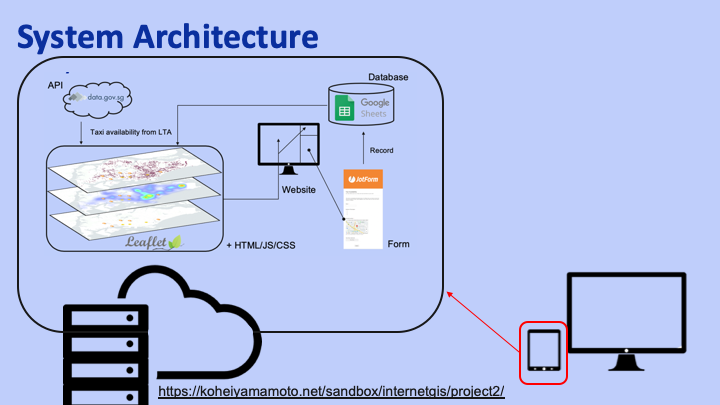 System Architecture
API
data.gov.sg
Taxi availability from LTA
Database
Google
Sheets
Record
Website
JotForm
Form
Leaflet
+ HTML/JS/CSS
https://koheiyamamoto.net/sandbox/internetgis/project2/